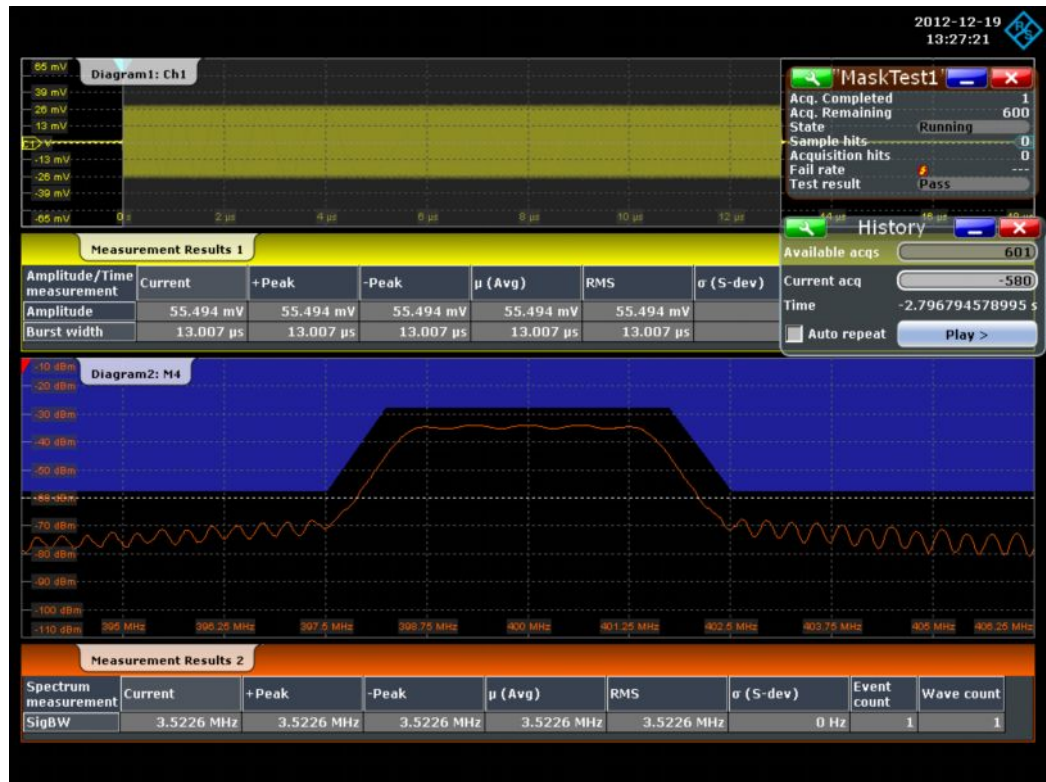 2012-12-19
13:27:21
65 mV
Diagram1: Ch1
39 mV
26 mV
13 mV
-13 mV
-26 mV
-39 mV
-65 mV
0 s
2 µs
4 µs
6 µs
8 µs
10 µs
12 µs
14 µs
16 µs
"MaskTest1"
Acq. Completed 1
Acq. Remaining 600
State Running
Sample hits 0
Acquisition hits 0
Fail rate ---
Test result Pass
History
Available acqs 601
Current acq -580
Time -2.796794578995 s
Auto repeat
Play >
Measurement Results 1
Amplitude/Time measurement Current +Peak -Peak µ (Avg) RMS σ (S-dev)
Amplitude 55.494 mV 55.494 mV 55.494 mV 55.494 mV 55.494 mV
Burst width 13.007 µs 13.007 µs 13.007 µs 13.007 µs 13.007 µs
-10 dBm
Diagram2: M4
-20 dBm
-30 dBm
-40 dBm
-50 dBm
-60 dBm
-70 dBm
-80 dBm
-90 dBm
-100 dBm
-110 dBm
395 MHz
396.25 MHz
397.5 MHz
398.75 MHz
400 MHz
401.25 MHz
402.5 MHz
403.75 MHz
405 MHz
406.25 MHz
Measurement Results 2
Spectrum measurement Current +Peak -Peak µ (Avg) RMS σ (S-dev) Event count Wave count
SigBW 3.5226 MHz 3.5226 MHz 3.5226 MHz 3.5226 MHz 3.5226 MHz 0 Hz 1 1